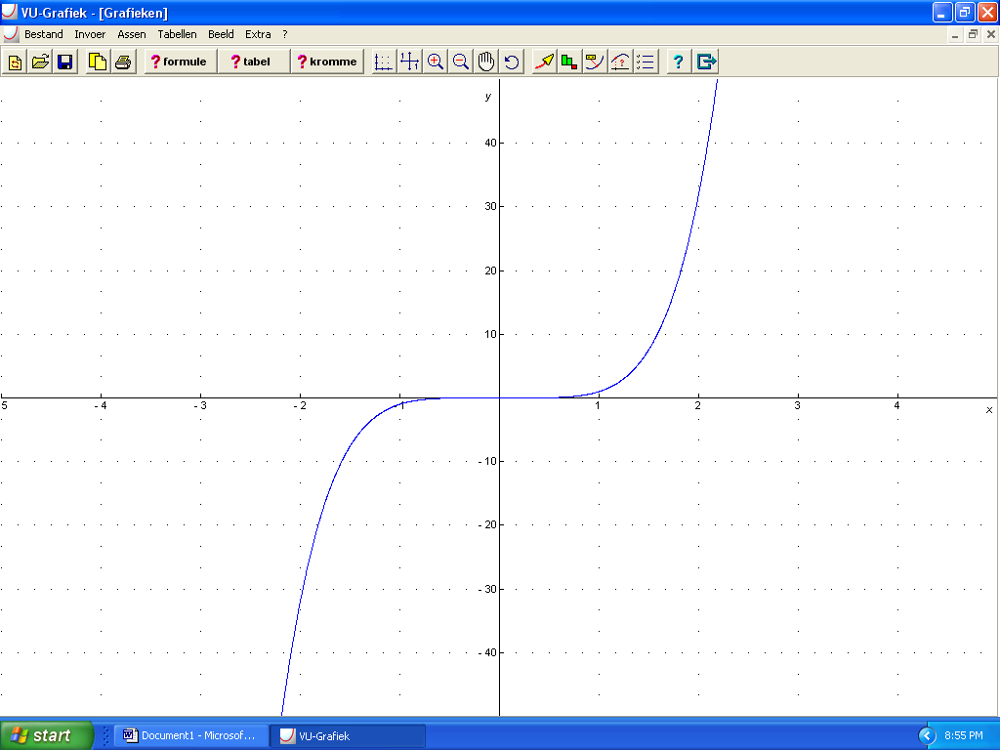 VU-Grafiek - [Grafieken]
Bestand Invoer Assen Tabellen Beeld Extra ?
? formule ? tabel ? kromme ?
y
40
30
20
10
5 -4 -3 -2 -1 1 2 3 4
x
-10
-20
-30
-40
start Document1 - Microsof... VU-Grafiek 8:55 PM